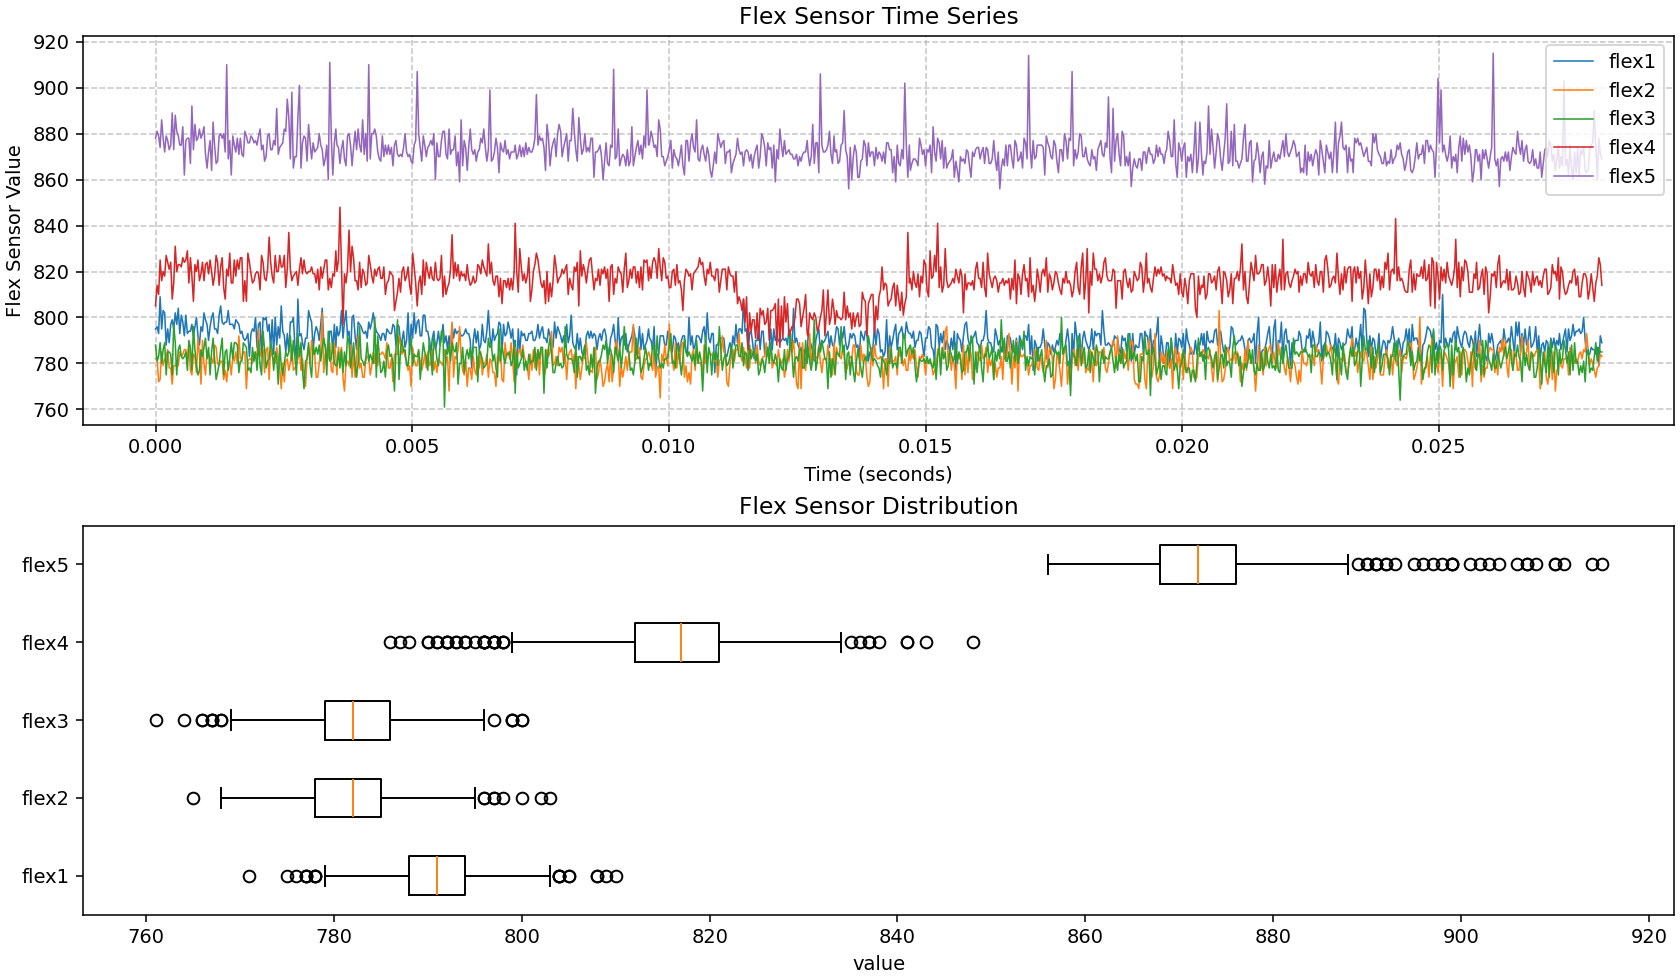 Flex Sensor Time Series
Flex Sensor Value
920
900
880
860
840
820
800
780
760
flex1
flex2
flex3
flex4
flex5
0.000 0.005 0.010 0.015 0.020 0.025
Time (seconds)
Flex Sensor Distribution
flex5
flex4
flex3
flex2
flex1
760 780 800 820 840 860 880 900 920
value